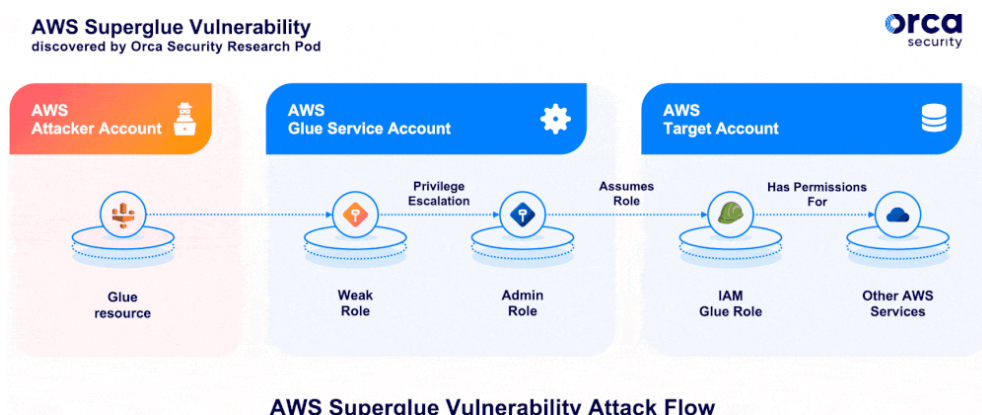 AWS Superglue Vulnerability
discovered by Orca Security Research Pod
orca
security
AWS
Attacker Account
AWS
Glue Service Account
AWS
Target Account
Privilege
Escalation
Assumes
Role
Has Permissions
For
Glue
resource
Weak
Role
Admin
Role
IAM
Glue Role
Other AWS
Services
AWS Superglue Vulnerability Attack Flow